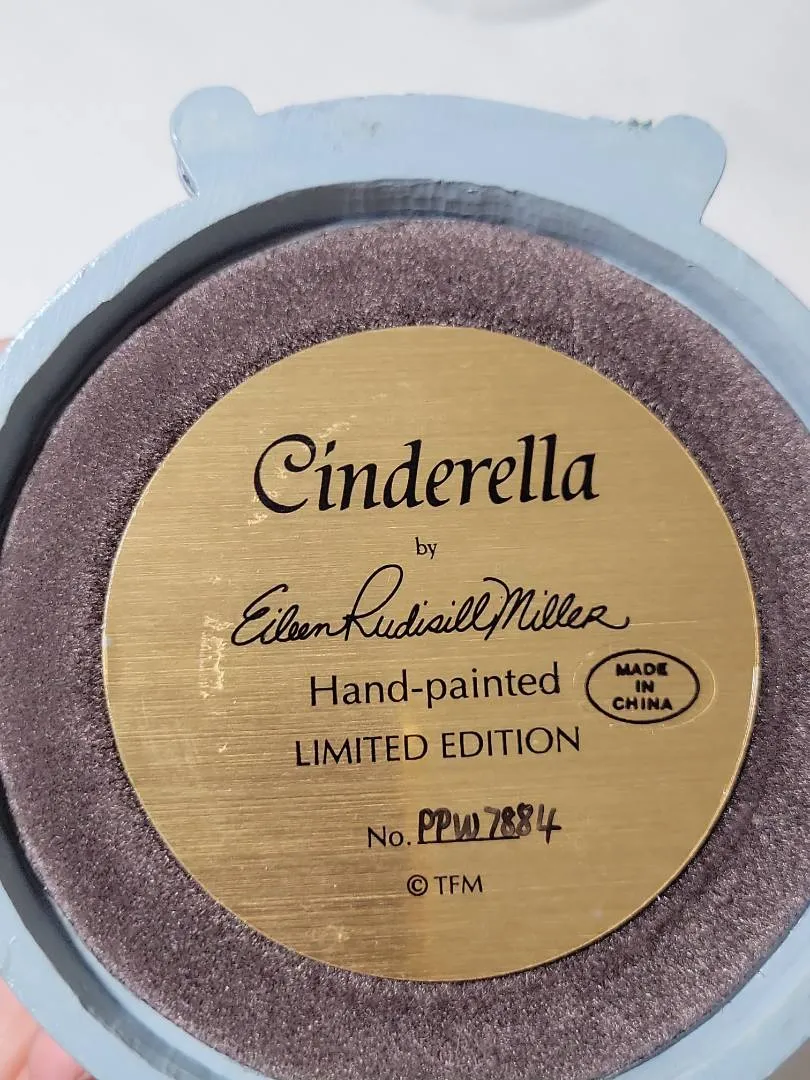 Cinderella
by
Eileen Rudisill Miller
Hand-painted
MADE
IN
CHINA
LIMITED EDITION
No. PPW7884
© TFM